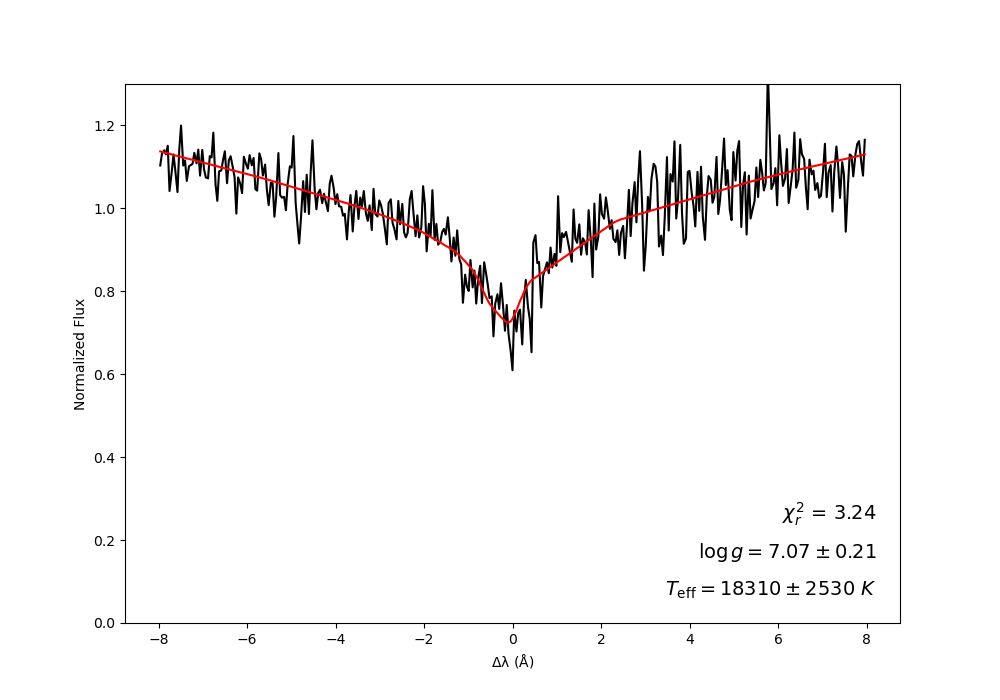 1.2
1.0
0.8
0.6
0.4
0.2
0.0
Normalized Flux
χ²ᵣ = 3.24
log g = 7.07 ± 0.21
T_eff = 18310 ± 2530 K
−8 −6 −4 −2 0 2 4 6 8
Δλ (Å)